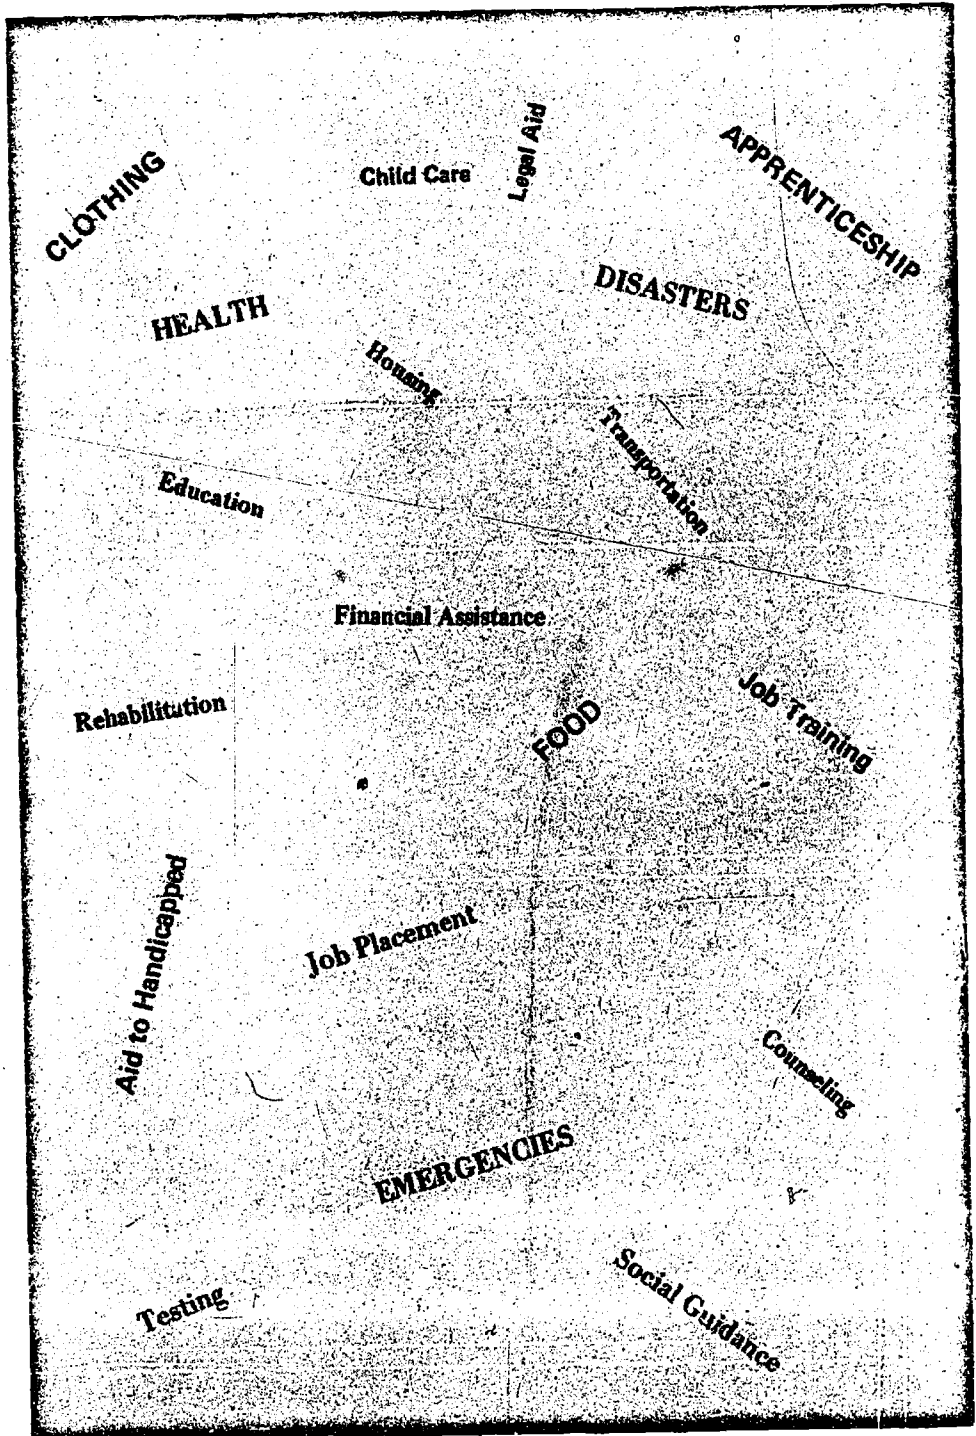 Legal Aid
APPRENTICESHIP
CLOTHING
Child Care
DISASTERS
HEALTH
Housing
Transportation
Education
Financial Assistance
Job Training
Rehabilitation
FOOD
Aid to Handicapped
Job Placement
Counseling
EMERGENCIES
Social Guidance
Testing